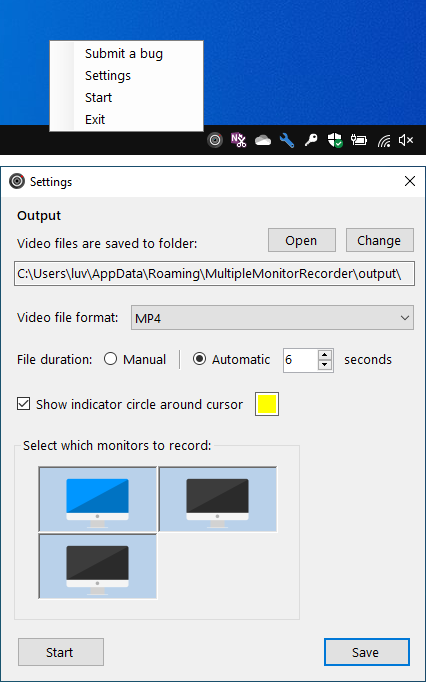 Submit a bug
Settings
Start
Exit
N
Settings
Output
Video files are saved to folder:
Open
Change
C:\Users\luv\AppData\Roaming\MultipleMonitorRecorder\output\
Video file format:
MP4
File duration:
Manual
Automatic
6
seconds
Show indicator circle around cursor
Select which monitors to record:
Start
Save